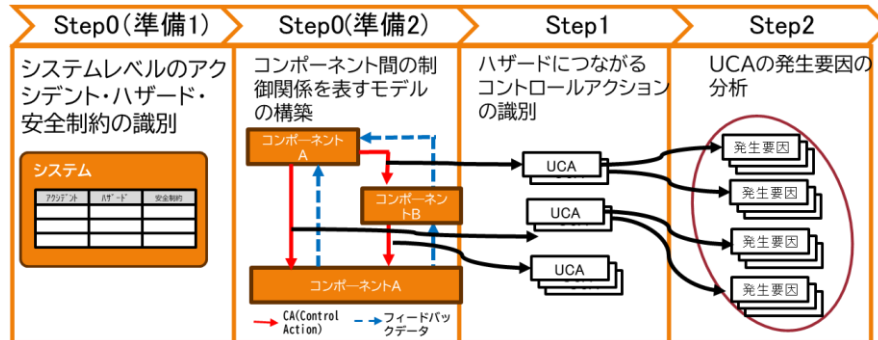 Step0(準備1)
Step0(準備2)
Step1
Step2
システムレベルのアク
シデント・ハザード・
安全制約の識別
システム
アクシデント ハザード 安全制約
コンポーネント間の制
御関係を表すモデル
の構築
コンポーネント
A
コンポーネン
トB
コンポーネントA
CA(Control
Action)
フィードバッ
クデータ
ハザードにつながる
コントロールアクション
の識別
UCA
UCA
UCA
UCAの発生要因の
分析
発生要因
発生要因
発生要因
発生要因